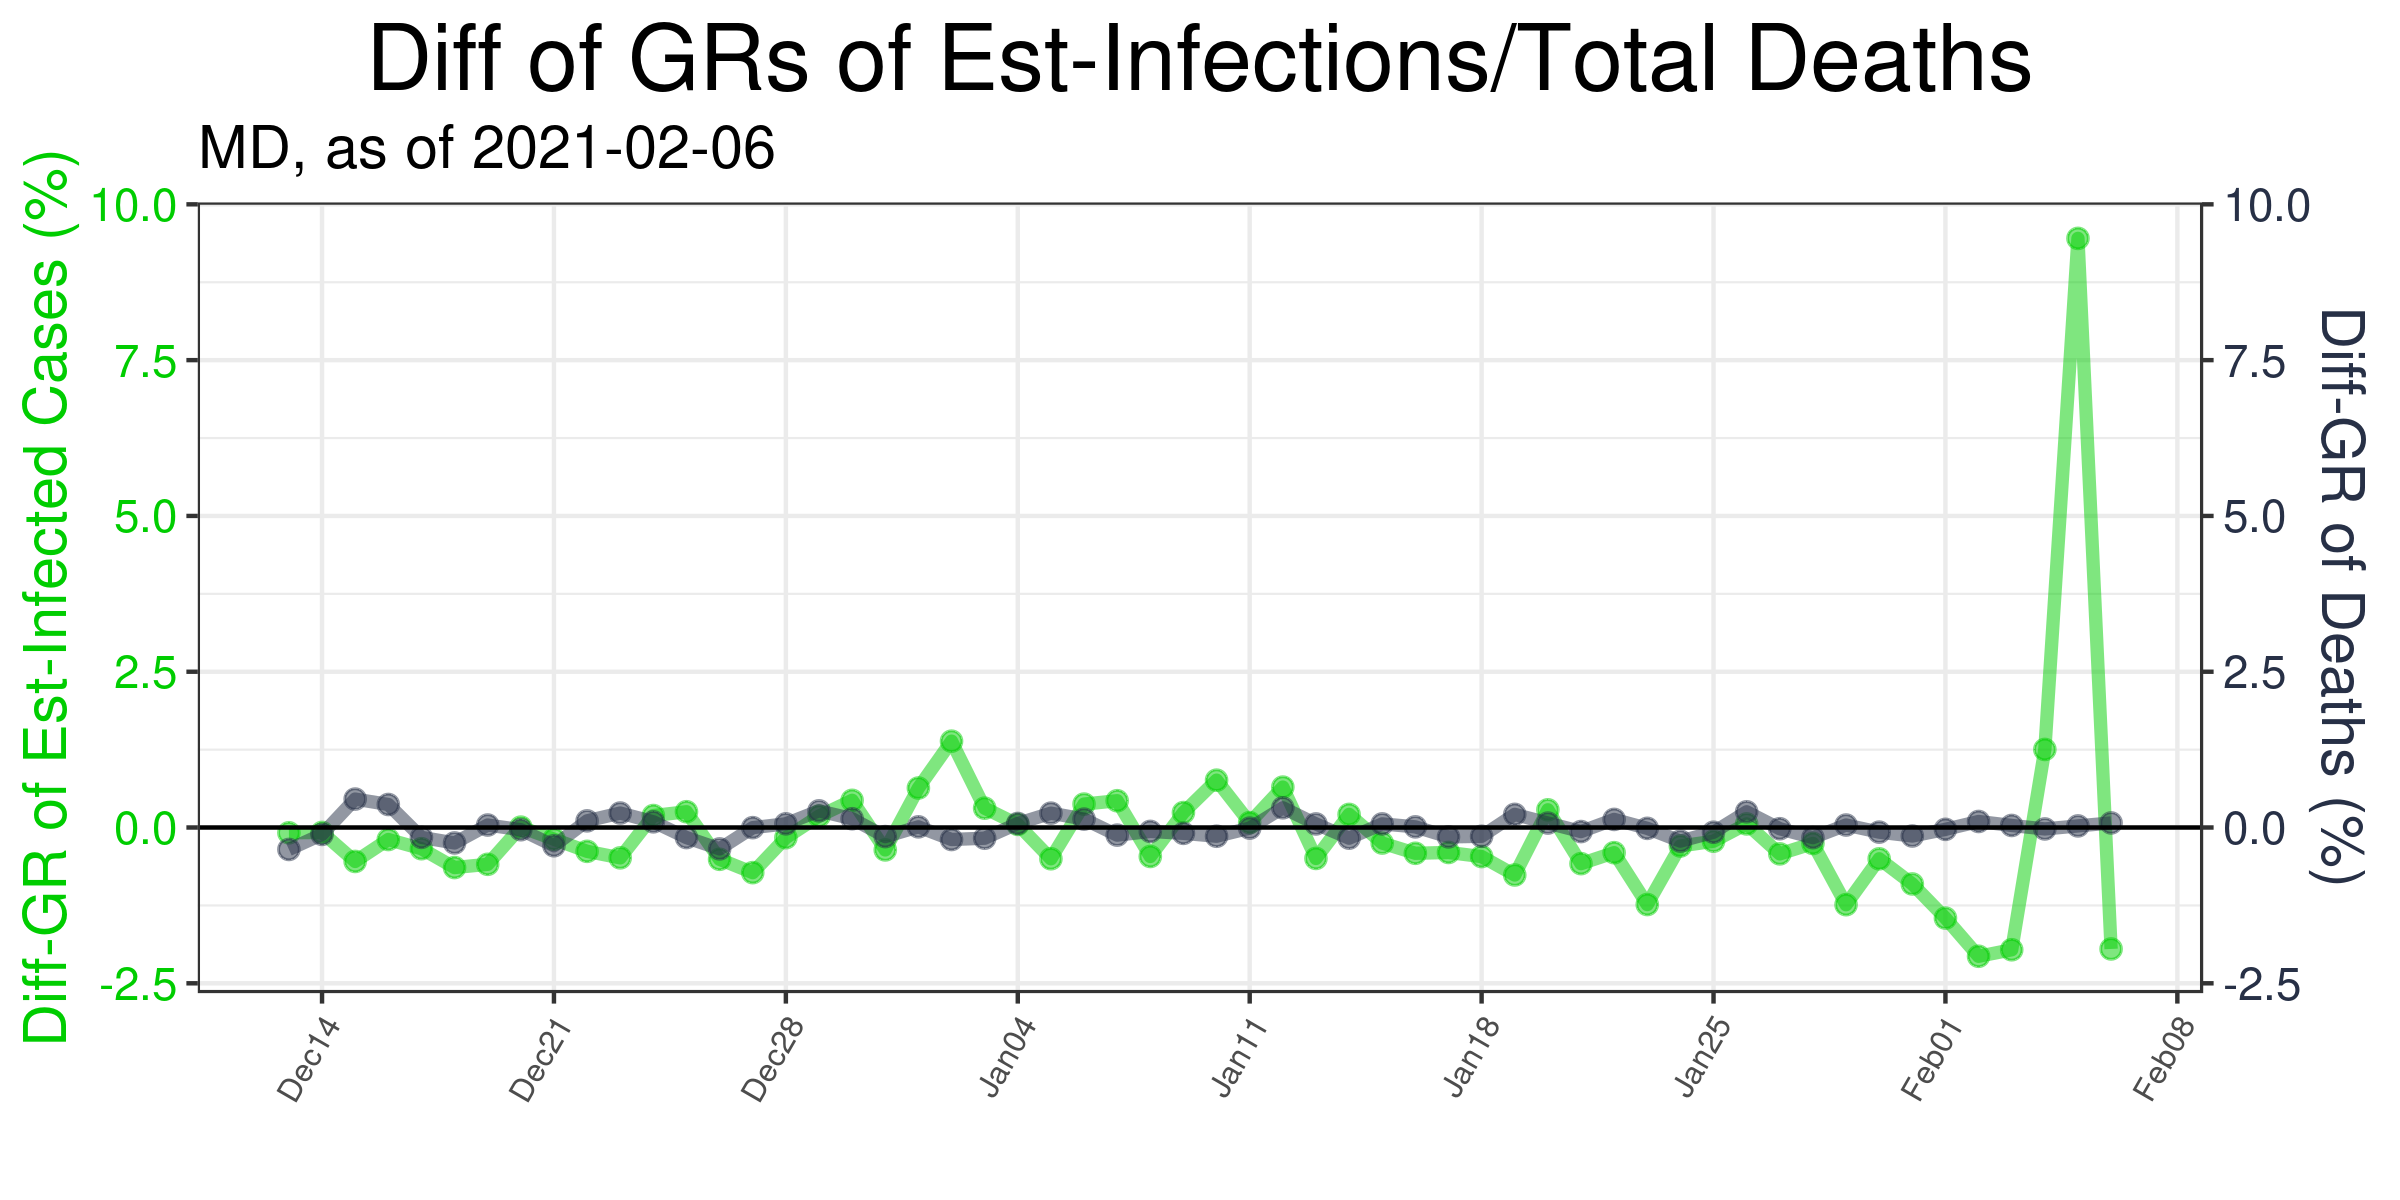 Diff of GRs of Est-Infections/Total Deaths
MD, as of 2021-02-06
Diff-GR of Est-Infected Cases (%)
10.0
7.5
5.0
2.5
0.0
-2.5
10.0
7.5
5.0
2.5
0.0
-2.5
Diff-GR of Deaths (%)
Dec14
Dec21
Dec28
Jan04
Jan11
Jan18
Jan25
Feb01
Feb08